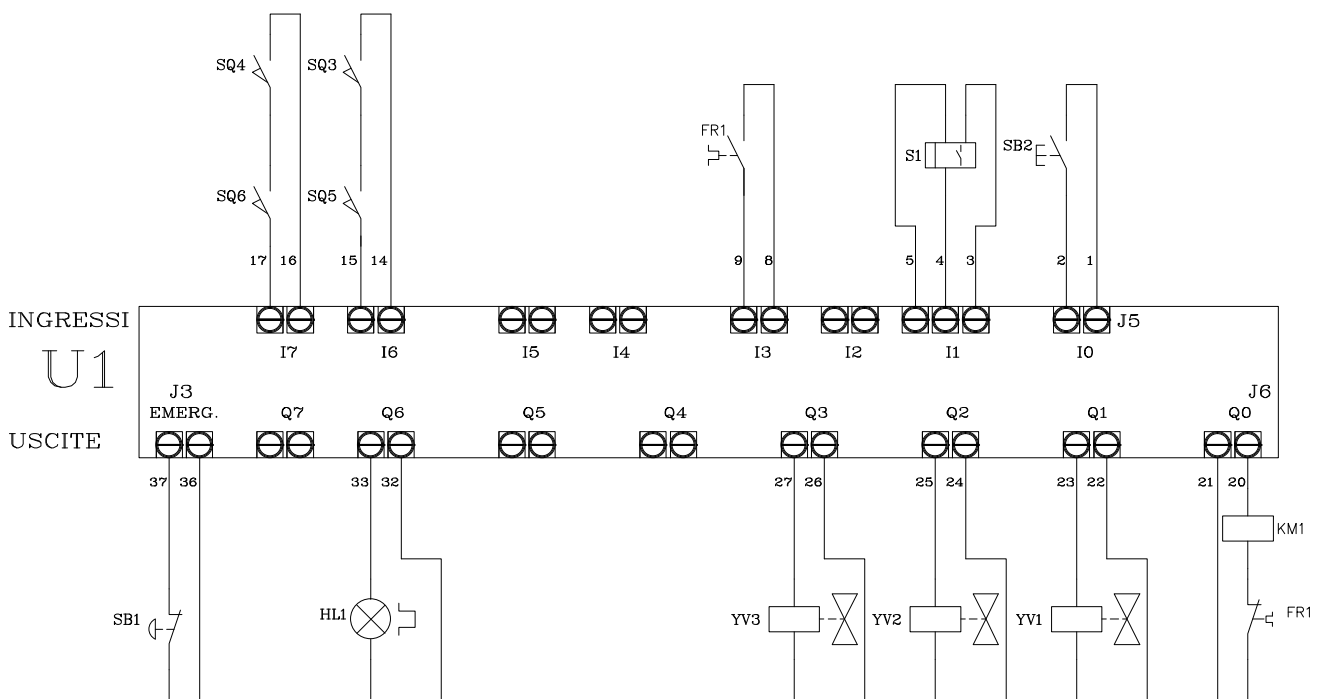 SQ4 SQ3
FR1
S1 SB2
SQ6 SQ5
17 16 15 14 9 8 5 4 3 2 1
INGRESSI J5
I7 I6 I5 I4 I3 I2 I1 I0
U1
J3 J6
EMERG. Q7 Q6 Q5 Q4 Q3 Q2 Q1 Q0
USCITE
37 36 33 32 27 26 25 24 23 22 21 20
KM1
SB1 HL1 YV3 YV2 YV1 FR1